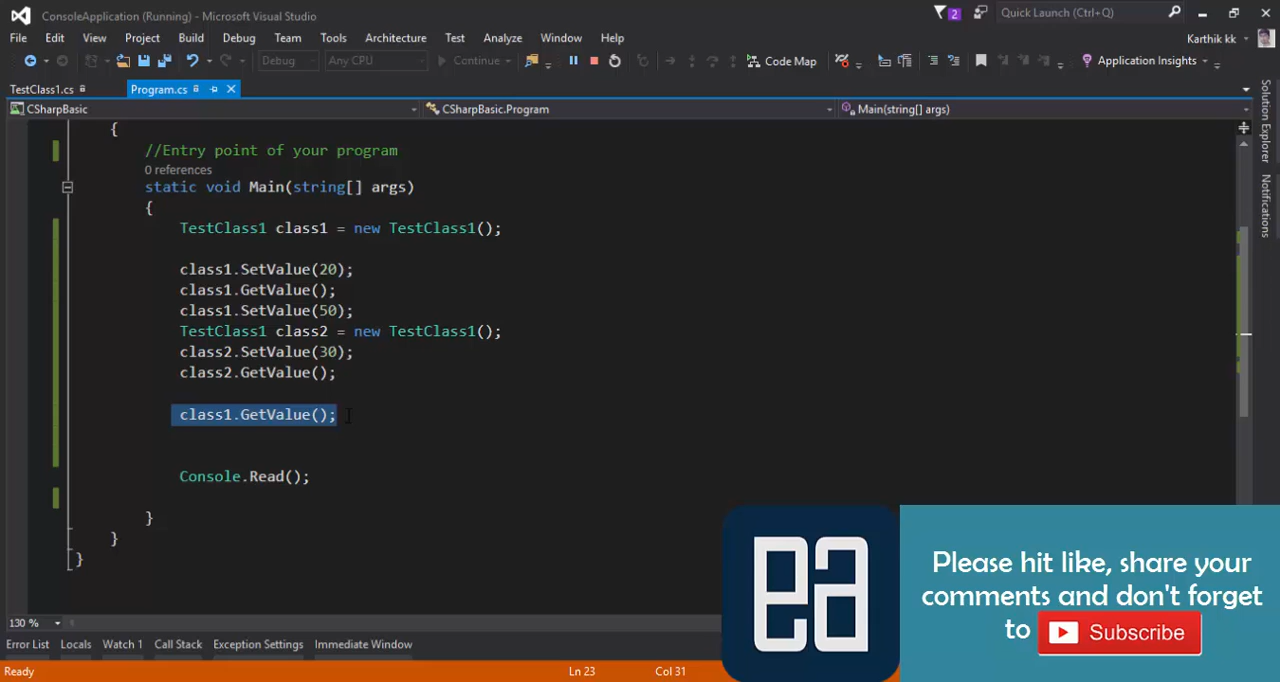 ConsoleApplication (Running) - Microsoft Visual Studio
2
Quick Launch (Ctrl+Q)
File Edit View Project Build Debug Team Tools Architecture Test Analyze Window Help
Karthik kk
Debug Any CPU Continue Code Map Application Insights
TestClass1.cs Program.cs
CSharpBasic CSharpBasic.Program Main(string[] args)
Solution Explorer
Notifications
{
//Entry point of your program
0 references
static void Main(string[] args)
{
TestClass1 class1 = new TestClass1();
class1.SetValue(20);
class1.GetValue();
class1.SetValue(50);
TestClass1 class2 = new TestClass1();
class2.SetValue(30);
class2.GetValue();
class1.GetValue();
Console.Read();
}
}
}
130 %
Error List Locals Watch 1 Call Stack Exception Settings Immediate Window
Ready Ln 23 Col 31
ea
Please hit like, share your
comments and don't forget
to Subscribe